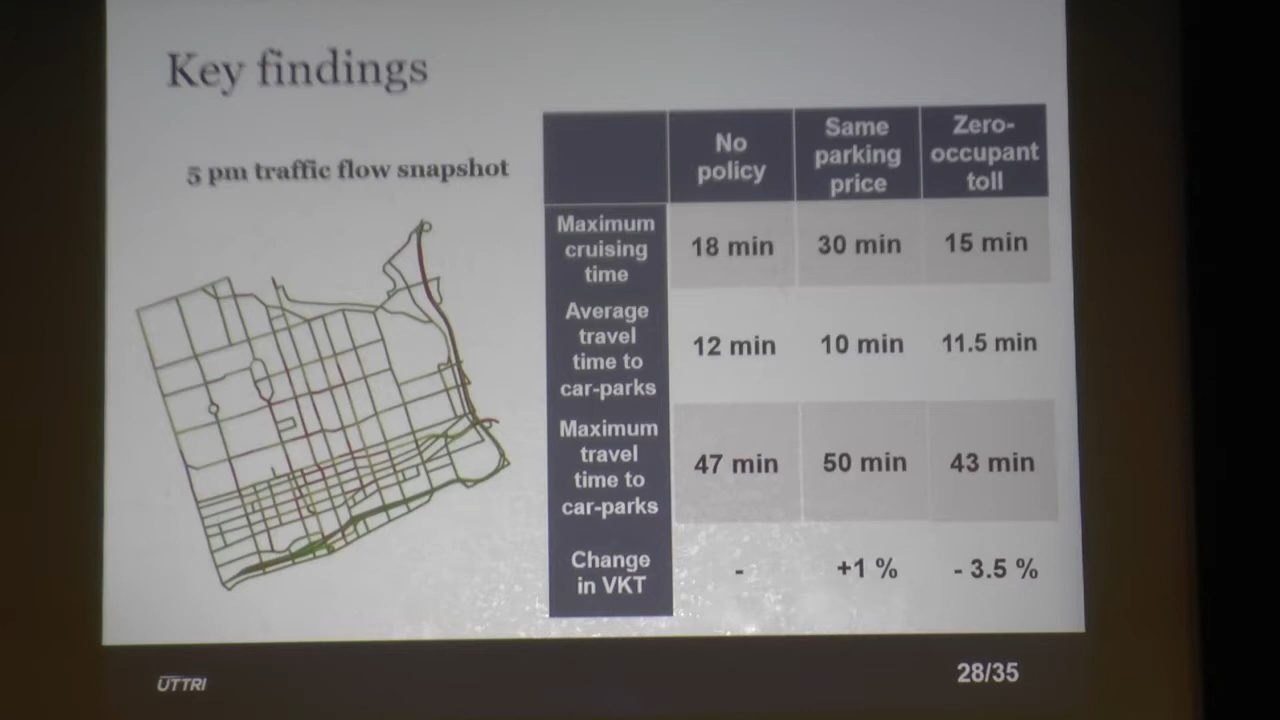 Key findings
5 pm traffic flow snapshot
No
policy
Same
parking
price
Zero-
occupant
toll
Maximum
cruising
time
18 min
30 min
15 min
Average
travel
time to
car-parks
12 min
10 min
11.5 min
Maximum
travel
time to
car-parks
47 min
50 min
43 min
Change
in VKT
-
+1 %
- 3.5 %
UTTRI
28/35